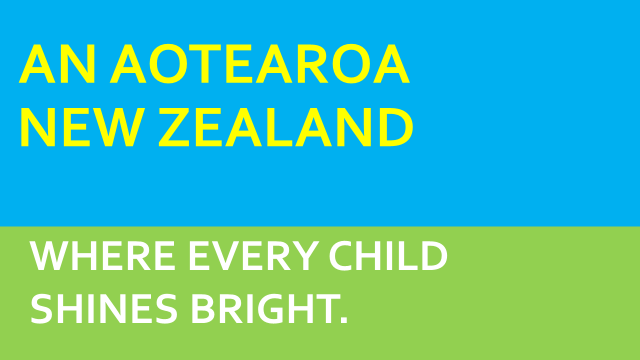 AN AOTEAROA
NEW ZEALAND
WHERE EVERY CHILD
SHINES BRIGHT.